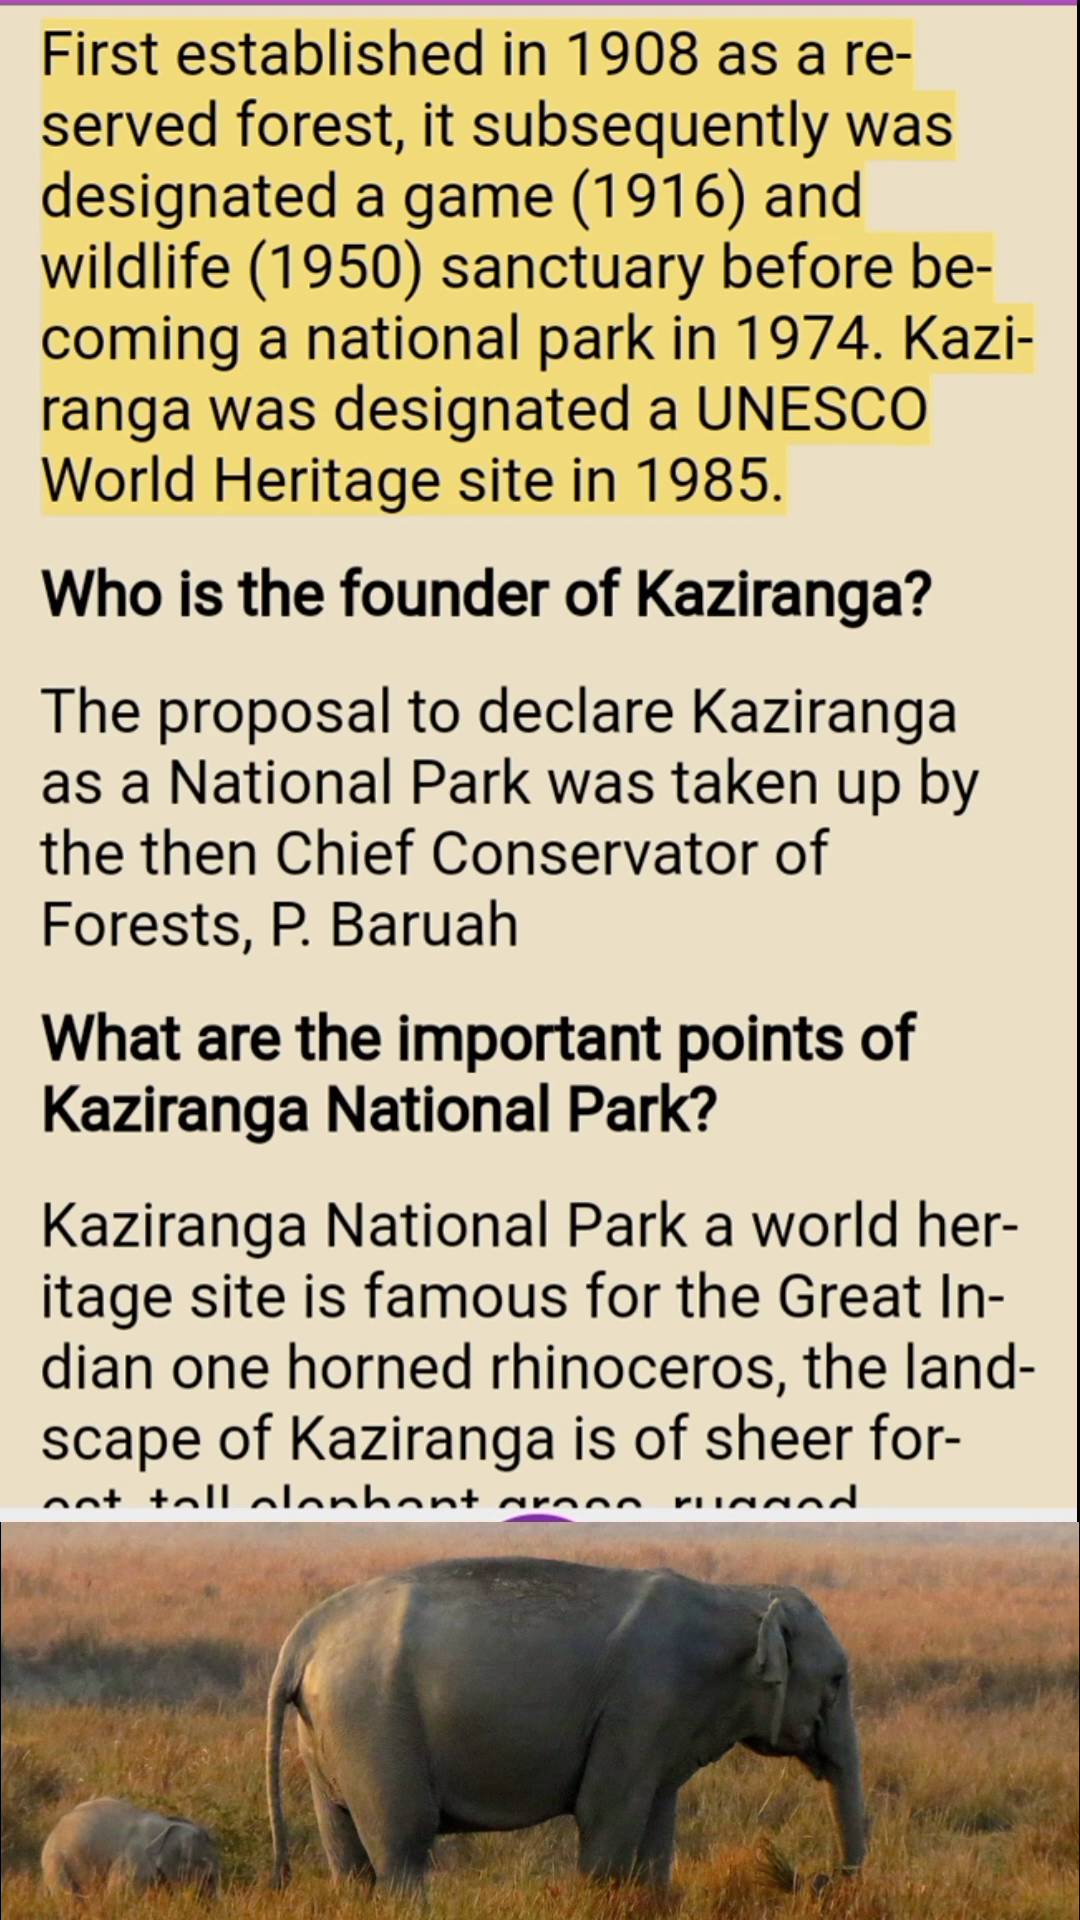 First established in 1908 as a re-
served forest, it subsequently was
designated a game (1916) and
wildlife (1950) sanctuary before be-
coming a national park in 1974. Kazi-
ranga was designated a UNESCO
World Heritage site in 1985.
Who is the founder of Kaziranga?
The proposal to declare Kaziranga
as a National Park was taken up by
the then Chief Conservator of
Forests, P. Baruah
What are the important points of
Kaziranga National Park?
Kaziranga National Park a world her-
itage site is famous for the Great In-
dian one horned rhinoceros, the land-
scape of Kaziranga is of sheer for-
est, tall elephant grass, rugged